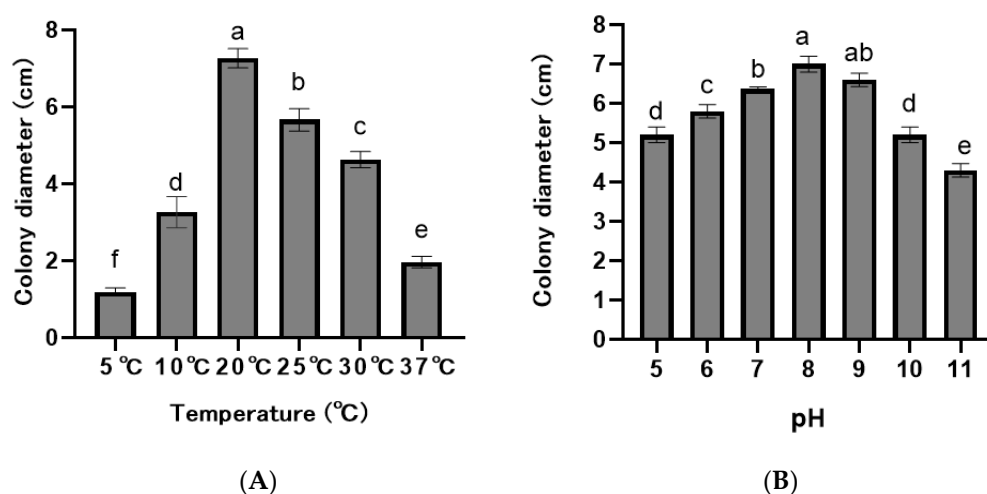 Colony diameter (cm)
8
6
4
2
0
a
b
c
d
e
f
5℃ 10℃ 20℃ 25℃ 30℃ 37℃
Temperature (℃)
(A)
Colony diameter (cm)
8
7
6
5
4
3
2
1
0
d
c
b
a
ab
d
e
5 6 7 8 9 10 11
pH
(B)